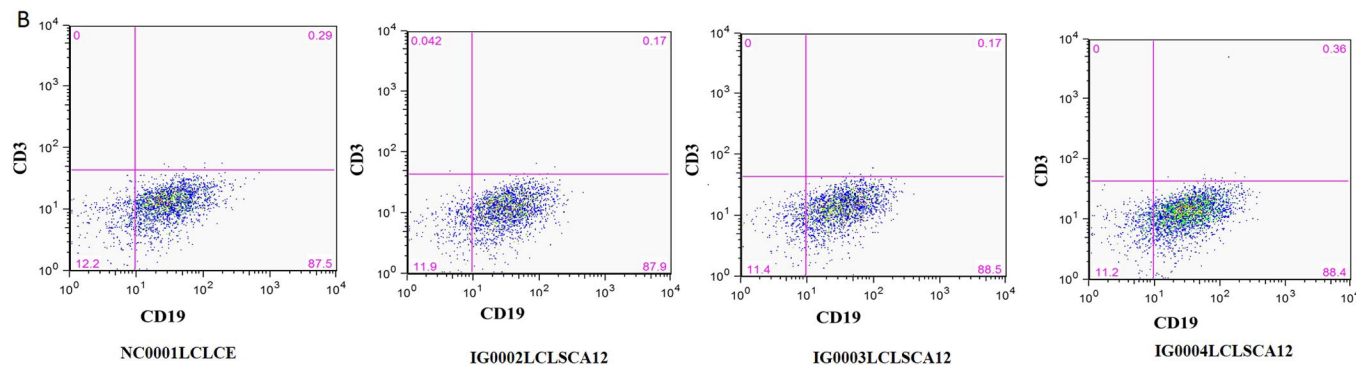 B
0 0.29
12.2 87.5
10⁴
10³
10²
10¹
10⁰
CD3
10⁰ 10¹ 10² 10³ 10⁴
CD19
NC0001LCLCE
0.042 0.17
11.9 87.9
10⁴
10³
10²
10¹
10⁰
CD3
10⁰ 10¹ 10² 10³ 10⁴
CD19
IG0002LCLSCA12
0 0.17
11.4 88.5
10⁴
10³
10²
10¹
10⁰
CD3
10⁰ 10¹ 10² 10³ 10⁴
CD19
IG0003LCLSCA12
0 0.36
11.2 88.4
10⁴
10³
10²
10¹
10⁰
CD3
10⁰ 10¹ 10² 10³ 10⁴
CD19
IG0004LCLSCA12